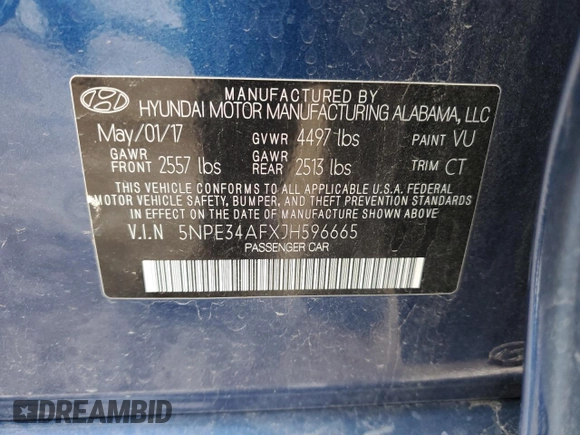 MANUFACTURED BY
HYUNDAI MOTOR MANUFACTURING ALABAMA, LLC
May/01/17 GVWR 4497 lbs PAINT VU
GAWR FRONT 2557 lbs GAWR REAR 2513 lbs TRIM CT
THIS VEHICLE CONFORMS TO ALL APPLICABLE U.S.A. FEDERAL
MOTOR VEHICLE SAFETY, BUMPER, AND THEFT PREVENTION STANDARDS
IN EFFECT ON THE DATE OF MANUFACTURE SHOWN ABOVE.
V.I.N 5NPE34AFXJH596665
PASSENGER CAR
DREAMBID